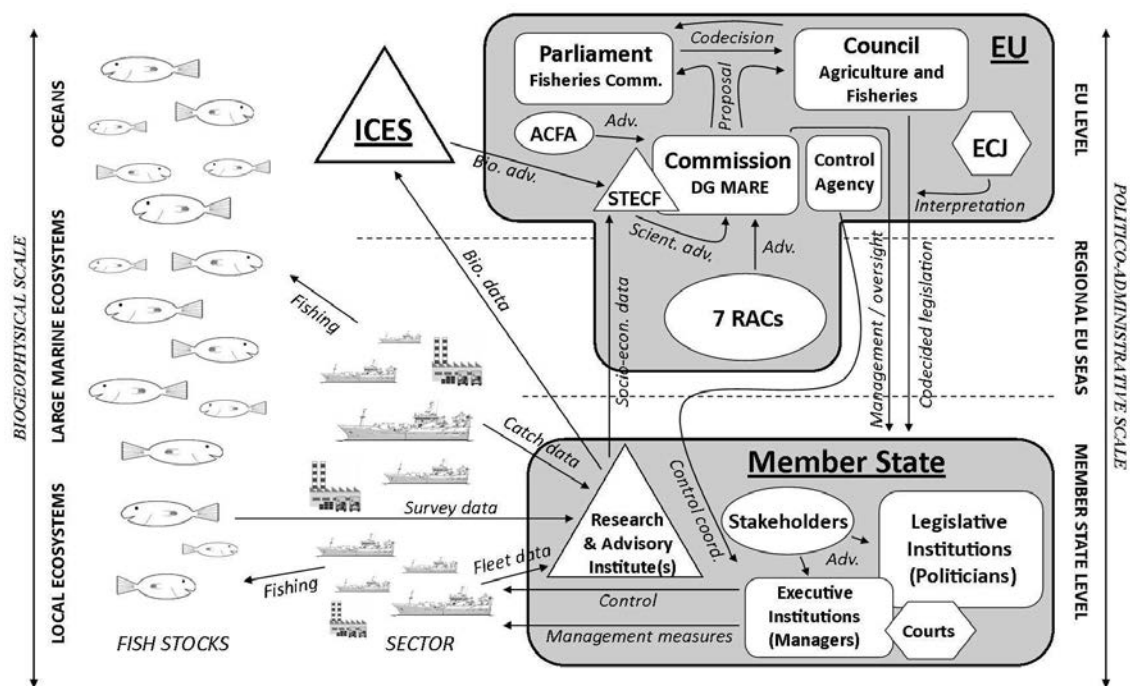 BIOGEOPHYSICAL SCALE
OCEANS
LARGE MARINE ECOSYSTEMS
LOCAL ECOSYSTEMS
FISH STOCKS
SECTOR
Fishing
Fishing
Survey data
Catch data
Fleet data
Bio. data
ICES
Bio. adv.
EU
Parliament
Fisheries Comm.
Codecision
Council
Agriculture and
Fisheries
Proposal
ACFA
Adv.
STECF
Commission
DG MARE
Control
Agency
ECJ
Interpretation
Scient. adv.
Adv.
7 RACs
Socio-econ. data
Management / oversight
Codecided legislation
Control coord.
Member State
Research
& Advisory
Institute(s)
Stakeholders
Adv.
Legislative
Institutions
(Politicians)
Executive
Institutions
(Managers)
Courts
Control
Management measures
EU LEVEL
REGIONAL EU SEAS
MEMBER STATE LEVEL
POLITICO-ADMINISTRATIVE SCALE